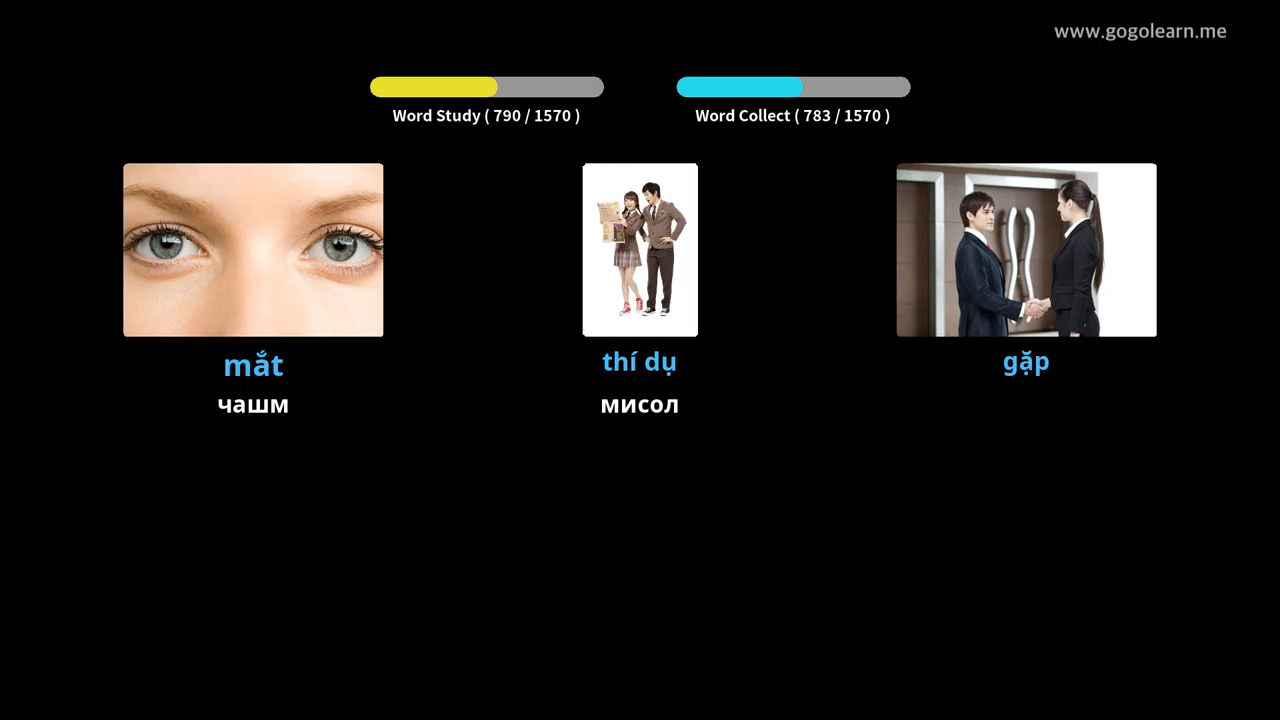 www.gogolearn.me
Word Study ( 790 / 1570 )
Word Collect ( 783 / 1570 )
mắt
thí dụ
gặp
чашм
мисол